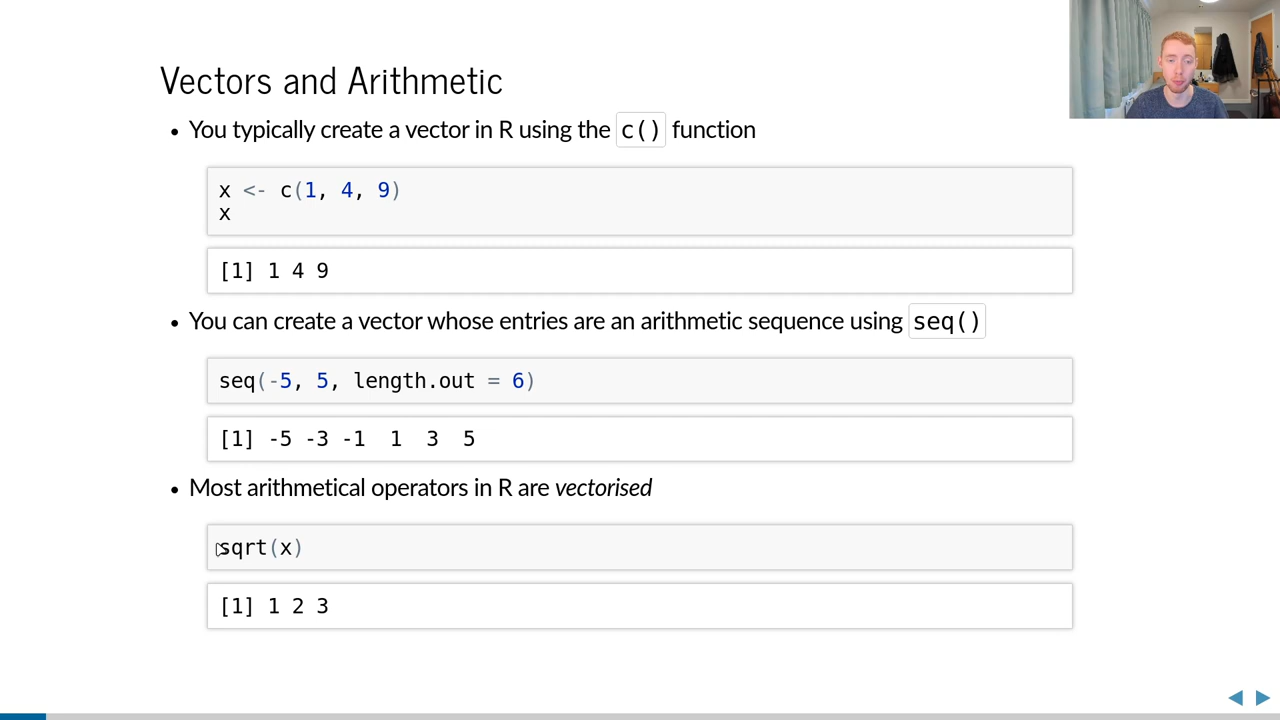 Vectors and Arithmetic
• You typically create a vector in R using the c() function
x <- c(1, 4, 9)
x
[1] 1 4 9
• You can create a vector whose entries are an arithmetic sequence using seq()
seq(-5, 5, length.out = 6)
[1] -5 -3 -1  1  3  5
• Most arithmetical operators in R are vectorised
sqrt(x)
[1] 1 2 3